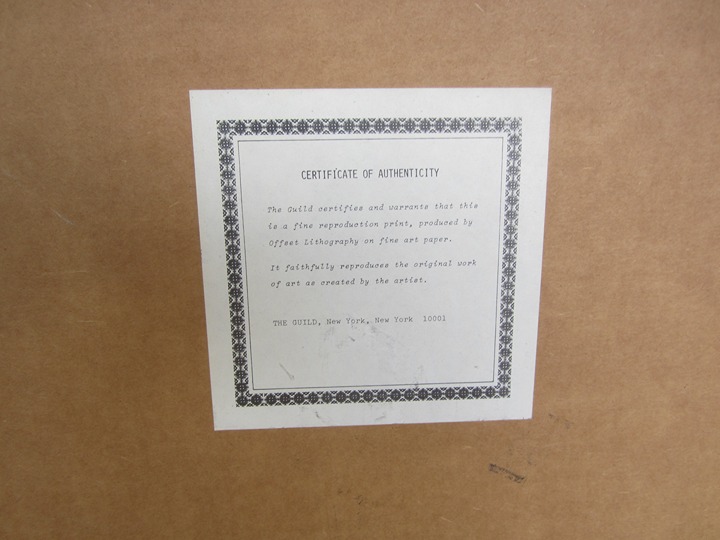 CERTIFICATE OF AUTHENTICITY
The Guild certifies and warrants that this
is a fine reproduction print, produced by
Offset Lithography on fine art paper.
It faithfully reproduces the original work
of art as created by the artist.
THE GUILD, New York, New York 10001